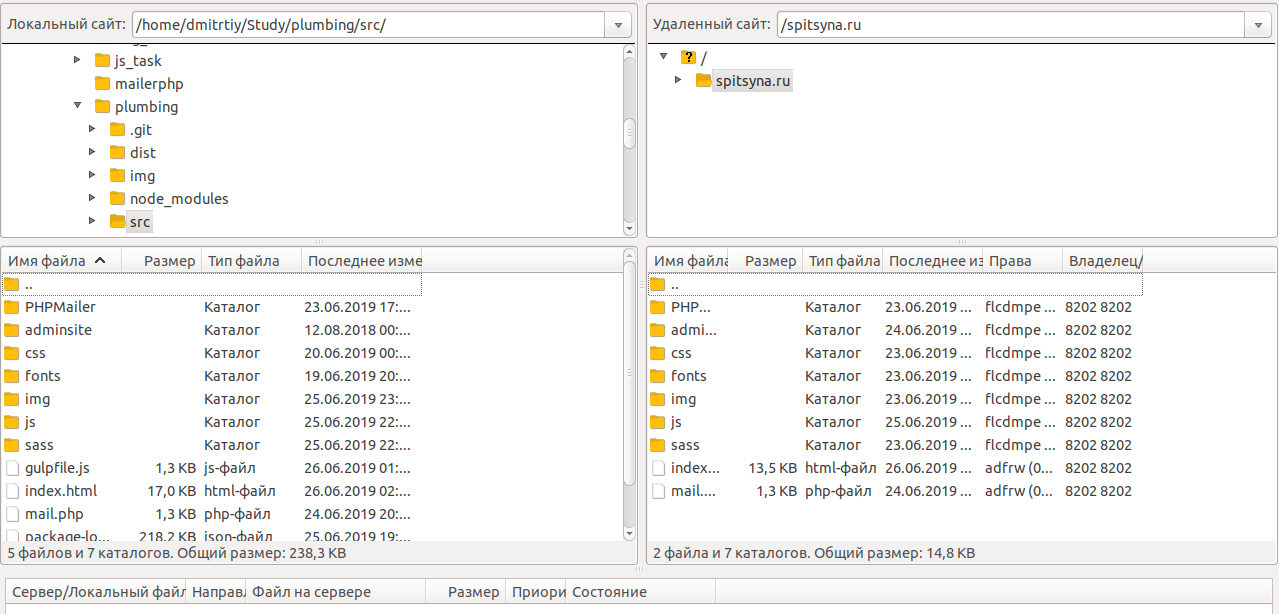 Локальный сайт: /home/dmitrtiy/Study/plumbing/src/
js_task
mailerphp
plumbing
.git
dist
img
node_modules
src
Имя файла Размер Тип файла Последнее изме
..
PHPMailer Каталог 23.06.2019 17:...
adminsite Каталог 12.08.2018 00:...
css Каталог 20.06.2019 00:...
fonts Каталог 19.06.2019 20:...
img Каталог 25.06.2019 23:...
js Каталог 25.06.2019 22:...
sass Каталог 25.06.2019 22:...
gulpfile.js 1,3 KB js-файл 26.06.2019 01:...
index.html 17,0 KB html-файл 26.06.2019 02:...
mail.php 1,3 KB php-файл 24.06.2019 20:...
package-lo... 218,2 KB json-файл 25.06.2019 19:...
5 файлов и 7 каталогов. Общий размер: 238,3 KB
Удаленный сайт: /spitsyna.ru
? /
spitsyna.ru
Имя файла Размер Тип файла Последнее из Права Владелец/
..
PHP... Каталог 23.06.2019 ... flcdmpe ... 8202 8202
admi... Каталог 24.06.2019 ... flcdmpe ... 8202 8202
css Каталог 23.06.2019 ... flcdmpe ... 8202 8202
fonts Каталог 23.06.2019 ... flcdmpe ... 8202 8202
img Каталог 23.06.2019 ... flcdmpe ... 8202 8202
js Каталог 25.06.2019 ... flcdmpe ... 8202 8202
sass Каталог 23.06.2019 ... flcdmpe ... 8202 8202
index... 13,5 KB html-файл 26.06.2019 ... adfrw (0... 8202 8202
mail.... 1,3 KB php-файл 24.06.2019 ... adfrw (0... 8202 8202
2 файла и 7 каталогов. Общий размер: 14,8 KB
Сервер/Локальный файл Направл Файл на сервере Размер Приори Состояние